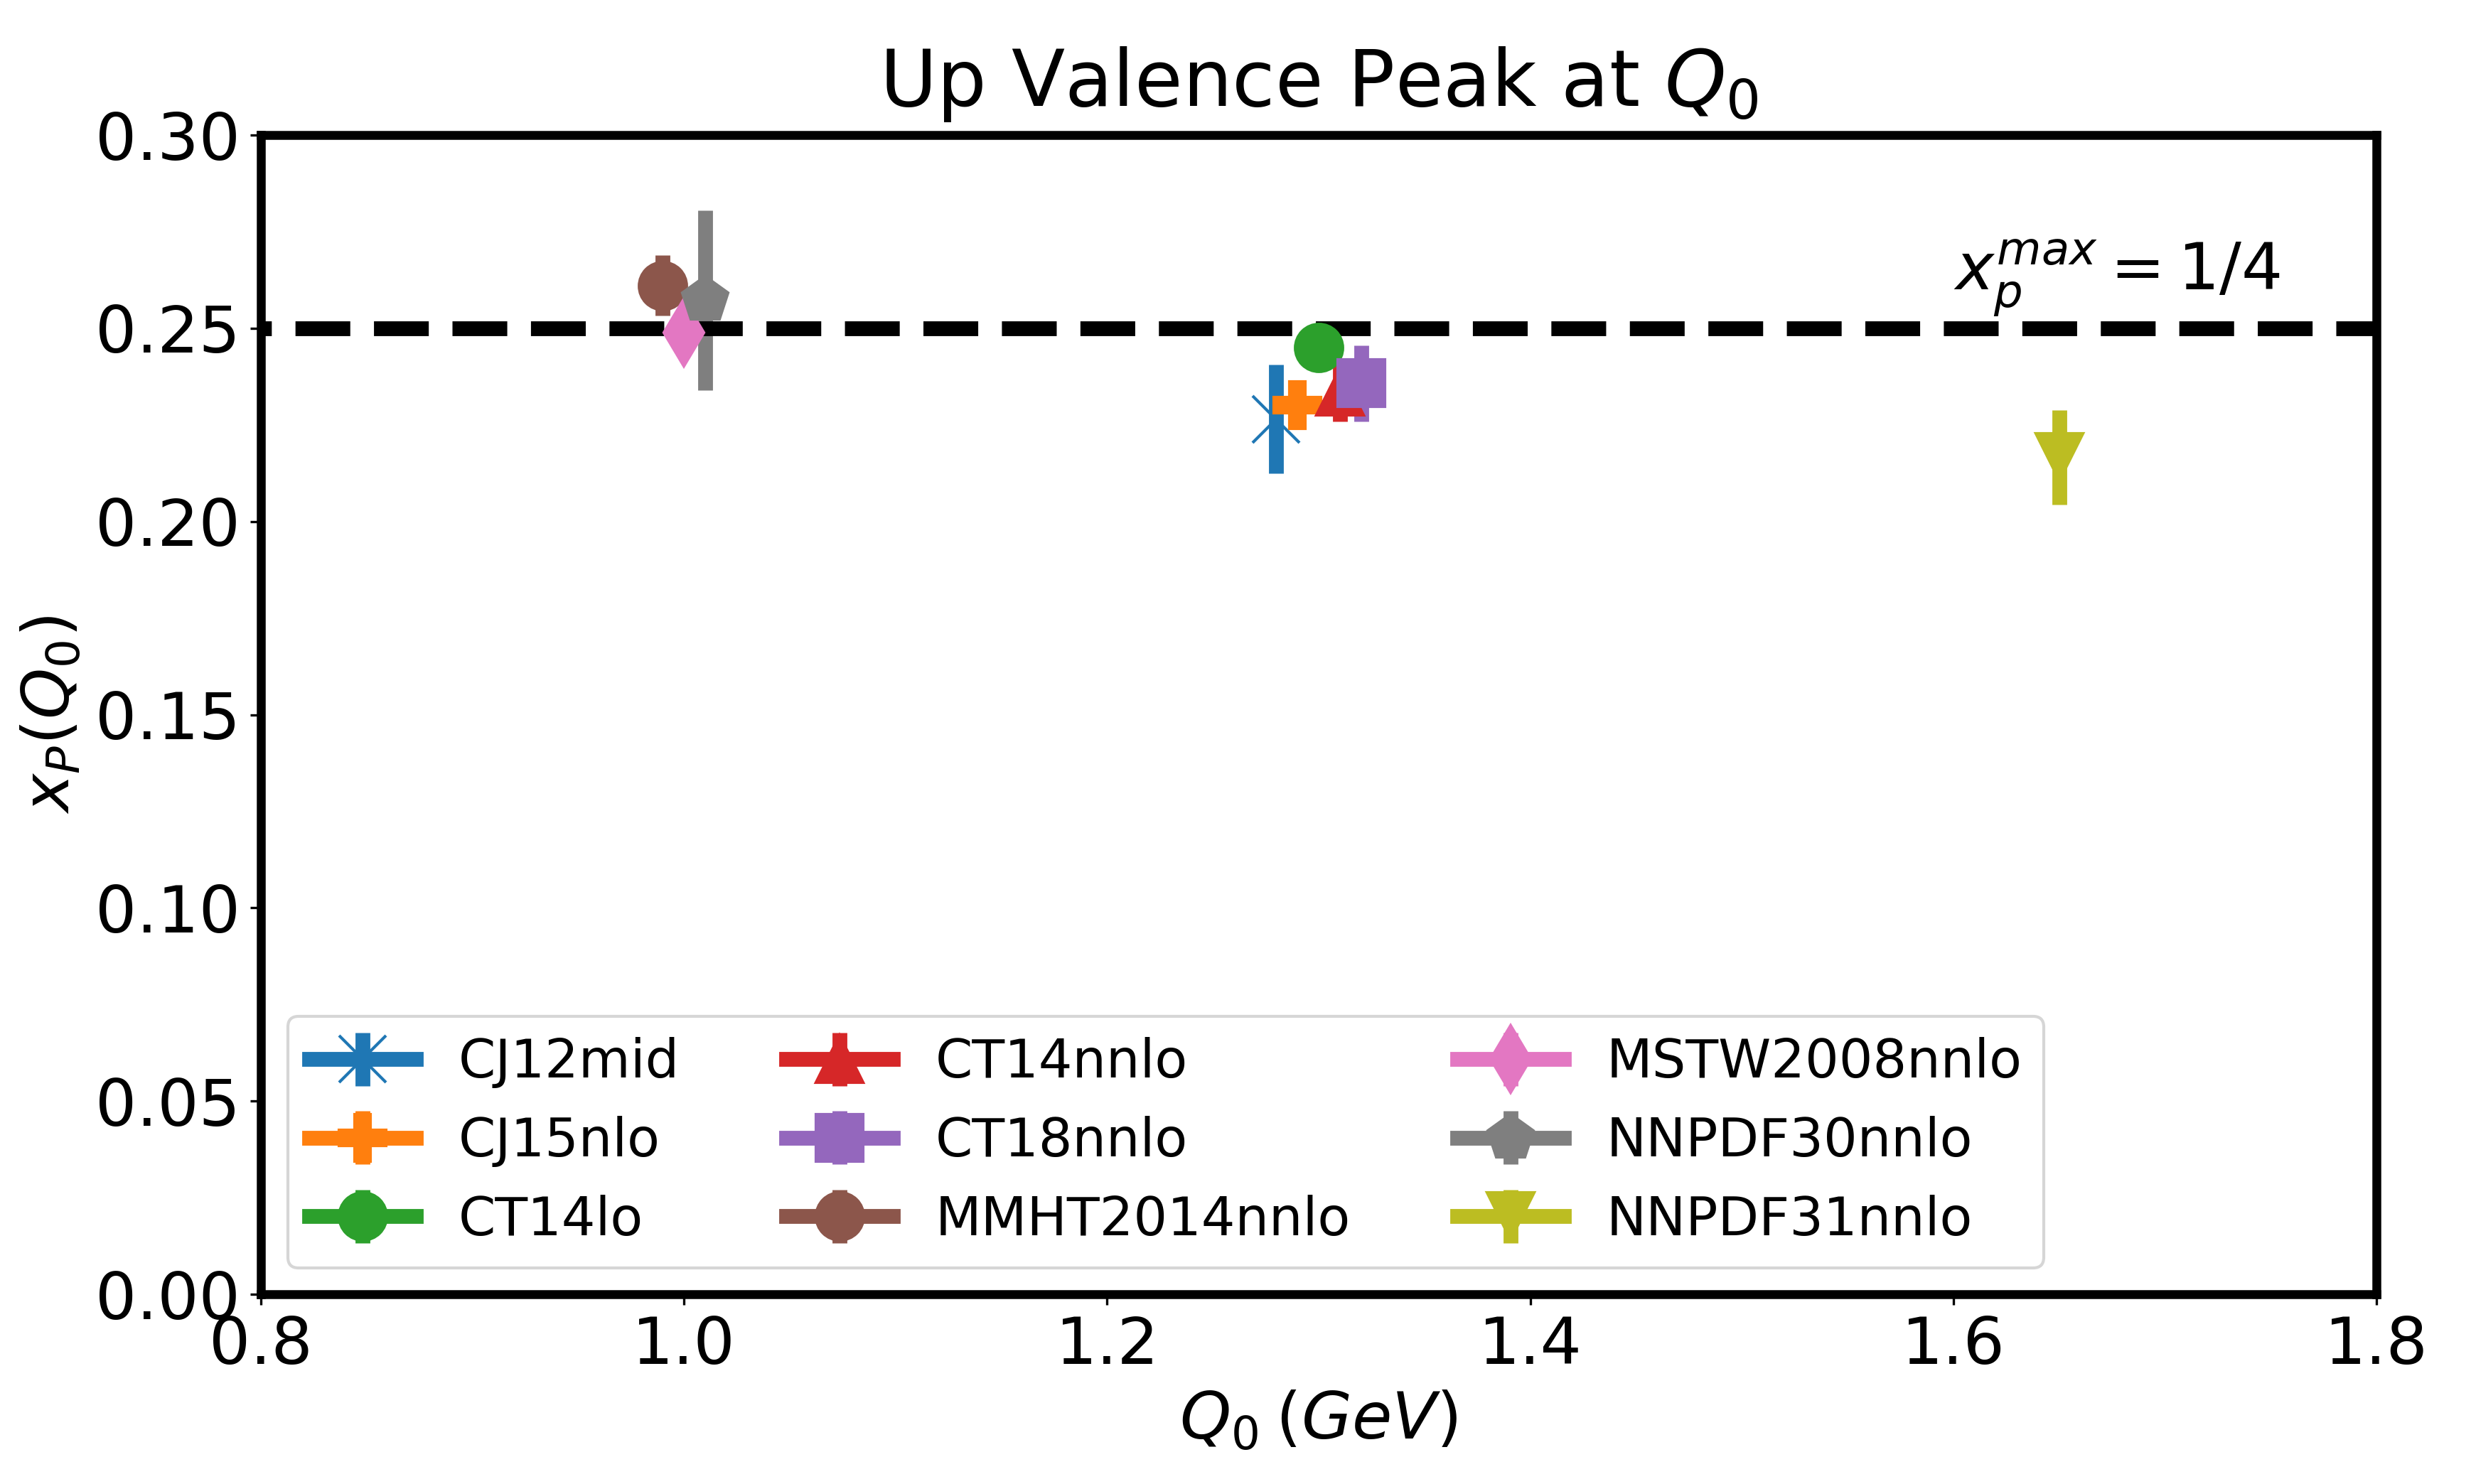 Up Valence Peak at Q₀
0.30
0.25
0.20
0.15
0.10
0.05
0.00
x_P(Q₀)
x_p^{max} = 1/4
CJ12mid
CJ15nlo
CT14lo
CT14nnlo
CT18nnlo
MMHT2014nnlo
MSTW2008nnlo
NNPDF30nnlo
NNPDF31nnlo
0.8 1.0 1.2 1.4 1.6 1.8
Q₀ (GeV)